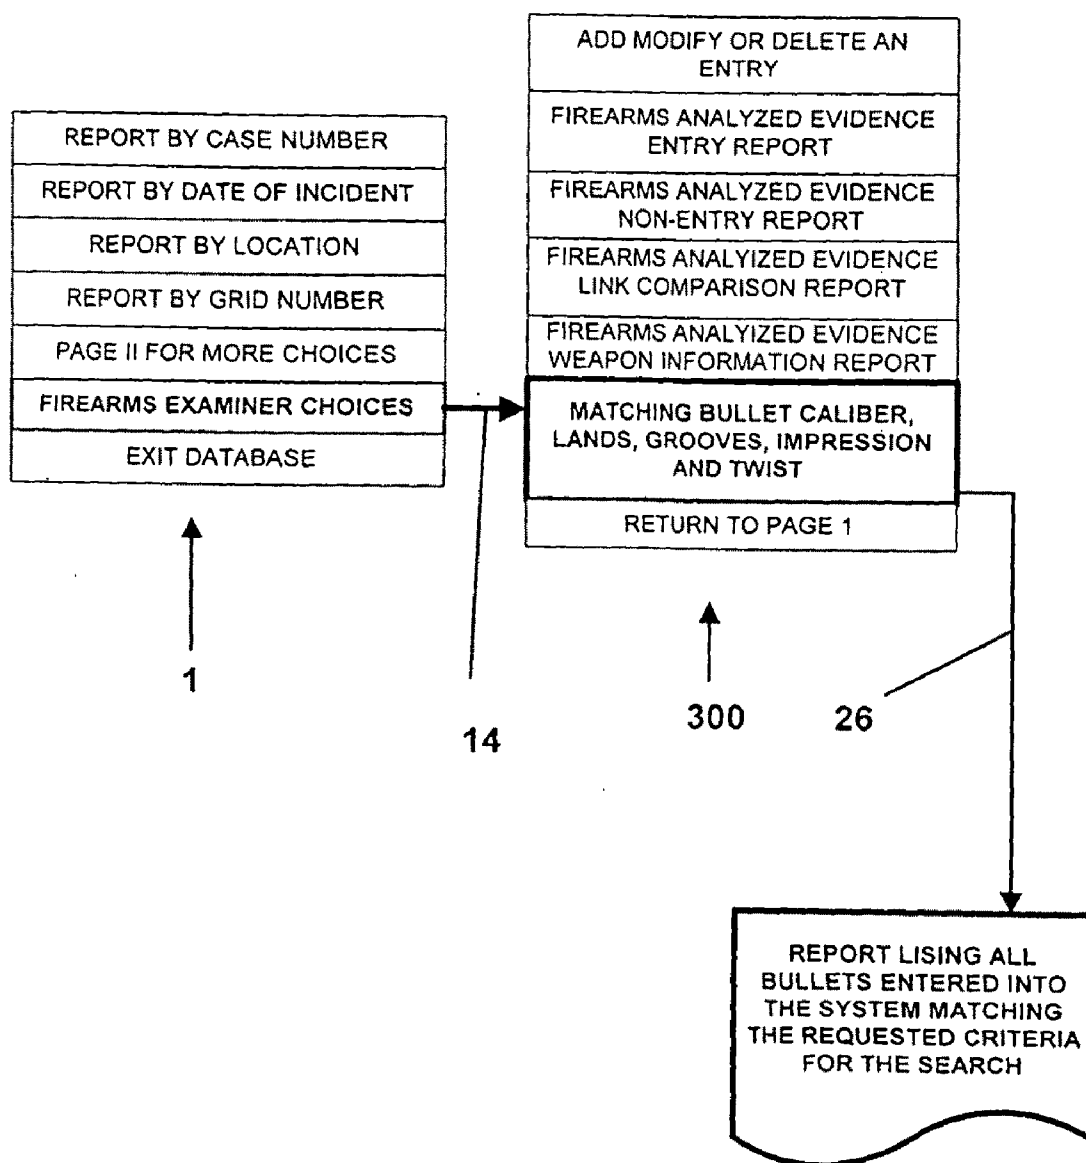 REPORT BY CASE NUMBER
REPORT BY DATE OF INCIDENT
REPORT BY LOCATION
REPORT BY GRID NUMBER
PAGE II FOR MORE CHOICES
FIREARMS EXAMINER CHOICES
EXIT DATABASE
1
14
ADD MODIFY OR DELETE AN
ENTRY
FIREARMS ANALYZED EVIDENCE
ENTRY REPORT
FIREARMS ANALYZED EVIDENCE
NON-ENTRY REPORT
FIREARMS ANALYIZED EVIDENCE
LINK COMPARISON REPORT
FIREARMS ANALYIZED EVIDENCE
WEAPON INFORMATION REPORT
MATCHING BULLET CALIBER,
LANDS, GROOVES, IMPRESSION
AND TWIST
RETURN TO PAGE 1
300
26
REPORT LISING ALL
BULLETS ENTERED INTO
THE SYSTEM MATCHING
THE REQUESTED CRITERIA
FOR THE SEARCH